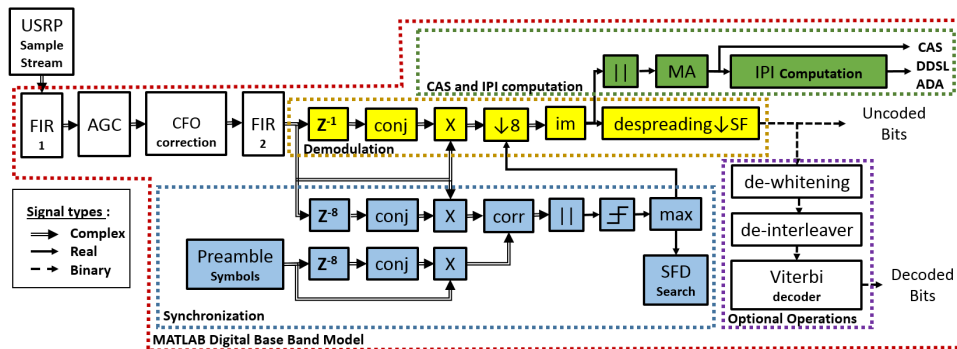 USRP
Sample
Stream
CAS
DDSL
ADA
||
MA
IPI Computation
CAS and IPI computation
FIR
1
AGC
CFO
correction
FIR
2
Z-1
conj
X
↓8
im
despreading↓SF
Demodulation
Uncoded
Bits
Signal types :
Complex
Real
Binary
Z-8
conj
X
corr
||
max
Preamble
Symbols
Z-8
conj
X
SFD
Search
Synchronization
de-whitening
de-interleaver
Viterbi
decoder
Optional Operations
Decoded
Bits
MATLAB Digital Base Band Model